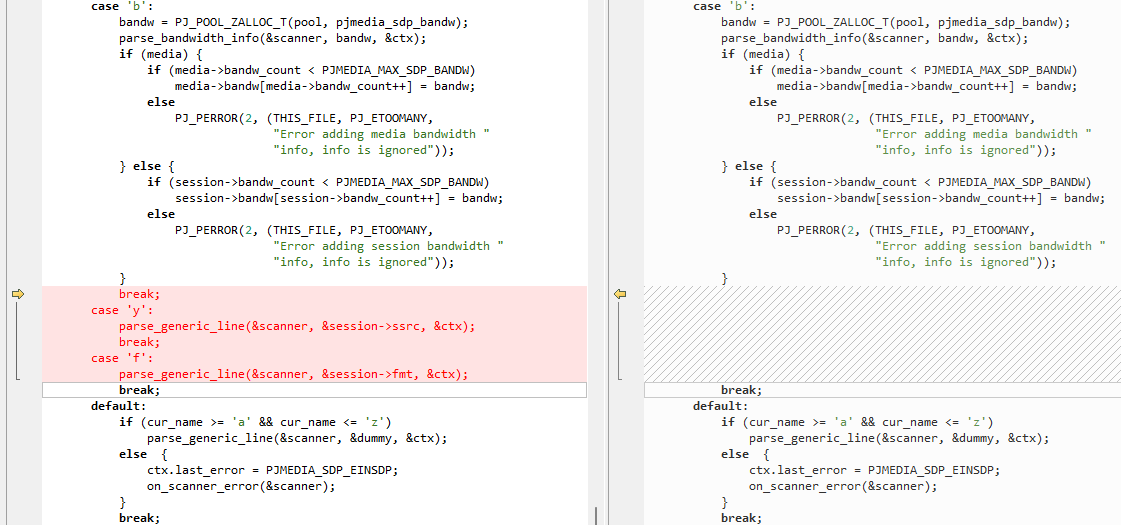 case 'b':
    bandw = PJ_POOL_ZALLOC_T(pool, pjmedia_sdp_bandw);
    parse_bandwidth_info(&scanner, bandw, &ctx);
    if (media) {
        if (media->bandw_count < PJMEDIA_MAX_SDP_BANDW)
            media->bandw[media->bandw_count++] = bandw;
        else
            PJ_PERROR(2, (THIS_FILE, PJ_ETOOMANY,
                          "Error adding media bandwidth "
                          "info, info is ignored"));
    } else {
        if (session->bandw_count < PJMEDIA_MAX_SDP_BANDW)
            session->bandw[session->bandw_count++] = bandw;
        else
            PJ_PERROR(2, (THIS_FILE, PJ_ETOOMANY,
                          "Error adding session bandwidth "
                          "info, info is ignored"));
    }
    break;
case 'y':
    parse_generic_line(&scanner, &session->ssrc, &ctx);
    break;
case 'f':
    parse_generic_line(&scanner, &session->fmt, &ctx);
    break;
default:
    if (cur_name >= 'a' && cur_name <= 'z')
        parse_generic_line(&scanner, &dummy, &ctx);
    else  {
        ctx.last_error = PJMEDIA_SDP_EINSDP;
        on_scanner_error(&scanner);
    }
    break;
case 'b':
    bandw = PJ_POOL_ZALLOC_T(pool, pjmedia_sdp_bandw);
    parse_bandwidth_info(&scanner, bandw, &ctx);
    if (media) {
        if (media->bandw_count < PJMEDIA_MAX_SDP_BANDW)
            media->bandw[media->bandw_count++] = bandw;
        else
            PJ_PERROR(2, (THIS_FILE, PJ_ETOOMANY,
                          "Error adding media bandwidth "
                          "info, info is ignored"));
    } else {
        if (session->bandw_count < PJMEDIA_MAX_SDP_BANDW)
            session->bandw[session->bandw_count++] = bandw;
        else
            PJ_PERROR(2, (THIS_FILE, PJ_ETOOMANY,
                          "Error adding session bandwidth "
                          "info, info is ignored"));
    }
    break;
default:
    if (cur_name >= 'a' && cur_name <= 'z')
        parse_generic_line(&scanner, &dummy, &ctx);
    else  {
        ctx.last_error = PJMEDIA_SDP_EINSDP;
        on_scanner_error(&scanner);
    }
    break;